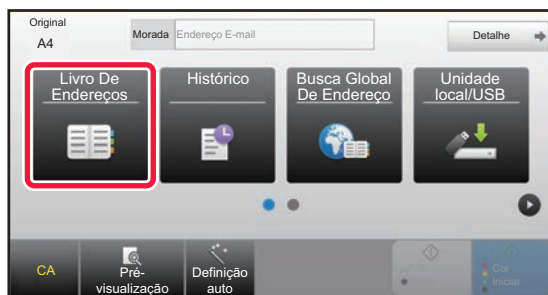 Original
A4
Morada
Endereço E-mail
Detalhe
Livro De
Endereços
Histórico
Busca Global
De Endereço
Unidade
local/USB
CA
Pré-
visualização
Definição
auto
P/B
Cor
Iniciar